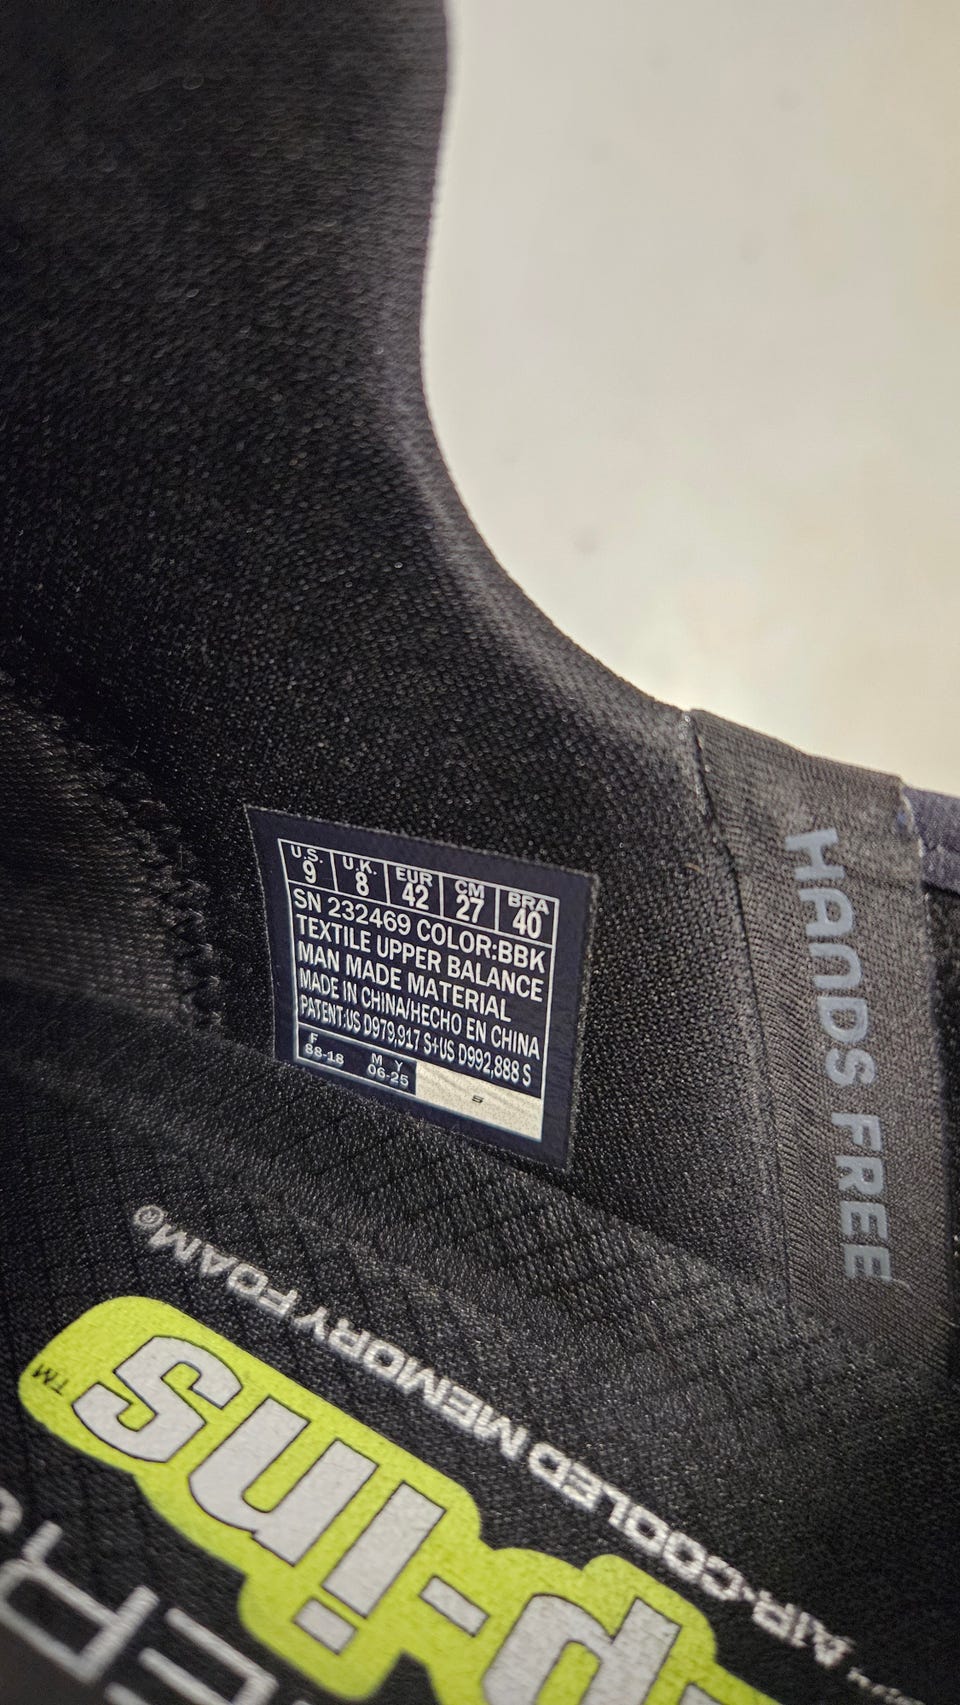 U.S. U.K. EUR CM BRA
9 8 42 27 40
SN 232469 COLOR:BBK
TEXTILE UPPER BALANCE
MAN MADE MATERIAL
MADE IN CHINA/HECHO EN CHINA
PATENT:US D979,917 S+US D992,888 S
F M Y
88-18 06-25
S
HANDS FREE
AIR-COOLED MEMORY FOAM®
p-ins™